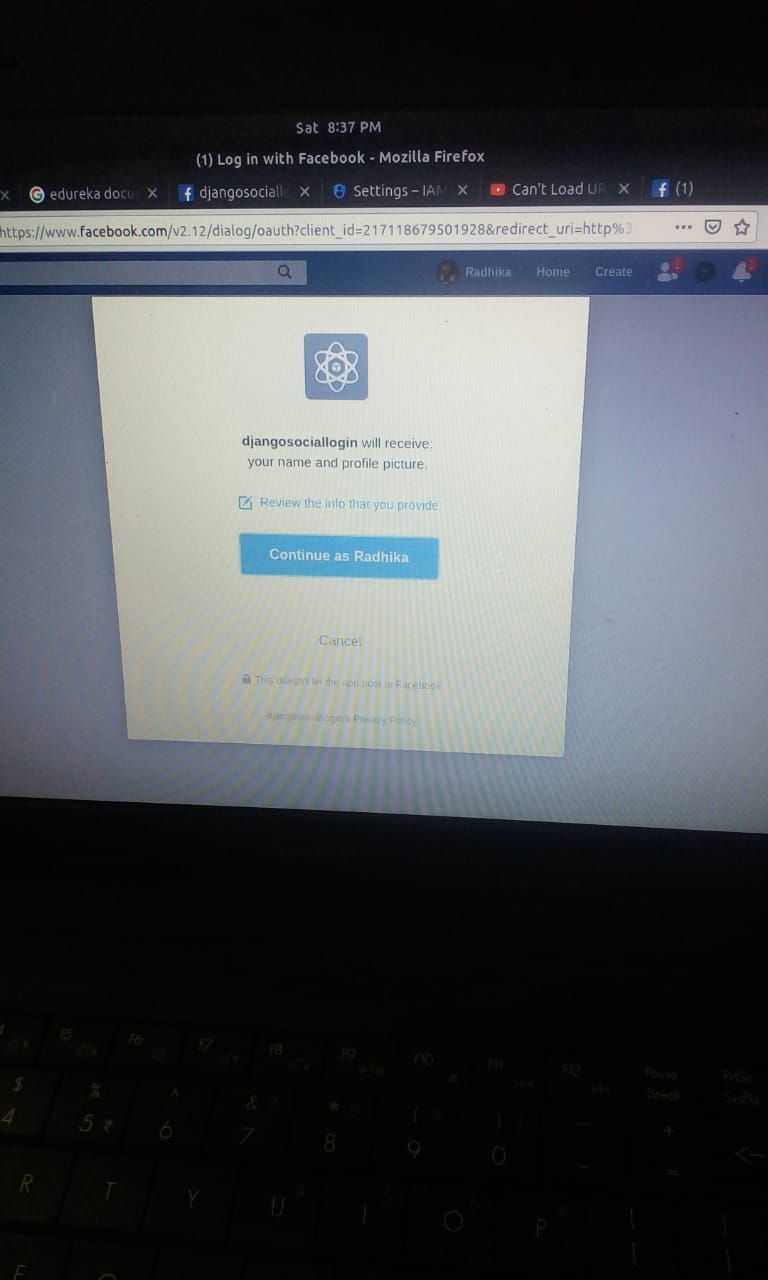 Sat 8:37 PM
(1) Log in with Facebook - Mozilla Firefox
edureka docu
djangosociall
Settings – IAM
Can't Load UR
(1)
https://www.facebook.com/v2.12/dialog/oauth?client_id=217118679501928&redirect_uri=http%3
Radhika Home Create
djangosociallogin will receive:
your name and profile picture.
Review the info that you provide
Continue as Radhika
Cancel
This doesn't let the app post to Facebook
djangosociallogin's Privacy Policy
F5 F6 F7 F8 F9 F10 F11 F12 Pause
Break
PrtSc
SysRq
$ % ^ & * ( )
4 5 ₹ 6 7 8 9 0 - + =
R T Y U I O P [ ]
F